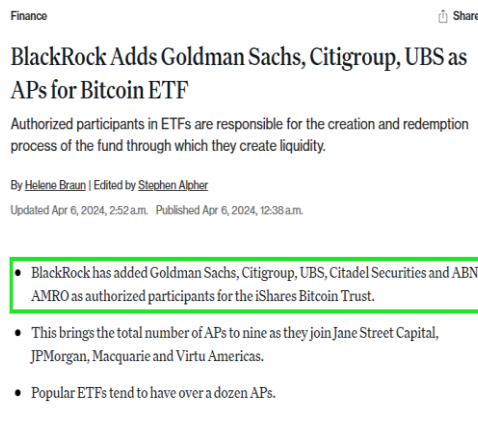 Finance
Share
BlackRock Adds Goldman Sachs, Citigroup, UBS as
APs for Bitcoin ETF
Authorized participants in ETFs are responsible for the creation and redemption
process of the fund through which they create liquidity.
By Helene Braun | Edited by Stephen Alpher
Updated Apr 6, 2024, 2:52 a.m. Published Apr 6, 2024, 12:38 a.m.
• BlackRock has added Goldman Sachs, Citigroup, UBS, Citadel Securities and ABN
AMRO as authorized participants for the iShares Bitcoin Trust.
• This brings the total number of APs to nine as they join Jane Street Capital,
JPMorgan, Macquarie and Virtu Americas.
• Popular ETFs tend to have over a dozen APs.